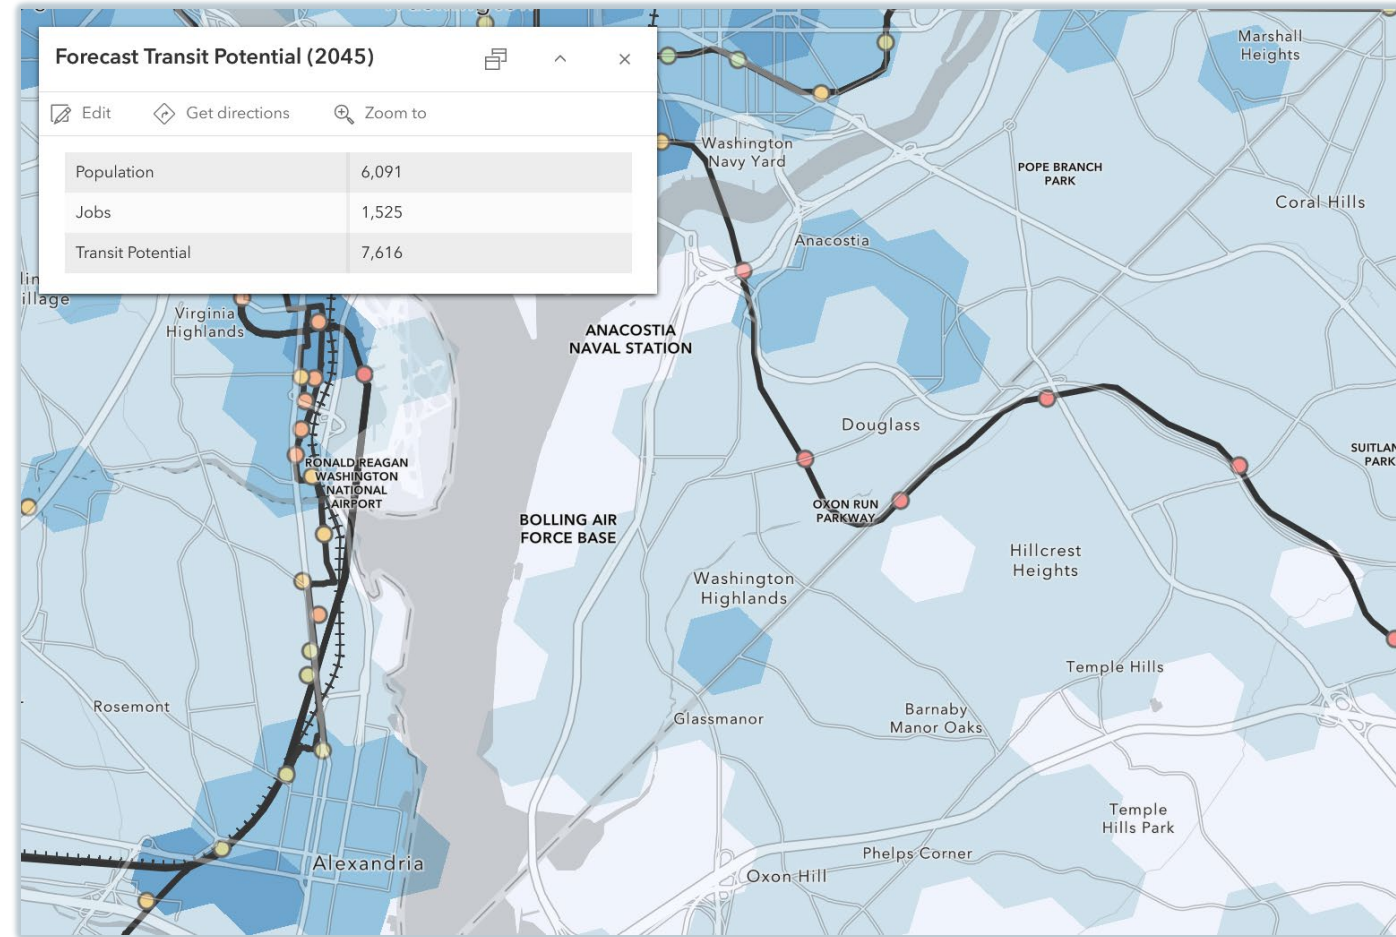 Forecast Transit Potential (2045)
Edit
Get directions
Zoom to
Population 6,091
Jobs 1,525
Transit Potential 7,616
Marshall
Heights
Washington
Navy Yard
POPE BRANCH
PARK
Coral Hills
Anacostia
Virginia
Highlands
ANACOSTIA
NAVAL STATION
Douglass
RONALD REAGAN
WASHINGTON
NATIONAL
AIRPORT
OXON RUN
PARKWAY
BOLLING AIR
FORCE BASE
Hillcrest
Heights
Washington
Highlands
Temple Hills
Rosemont
Glassmanor
Barnaby
Manor Oaks
Temple
Hills Park
Phelps Corner
Alexandria
Oxon Hill
PARK